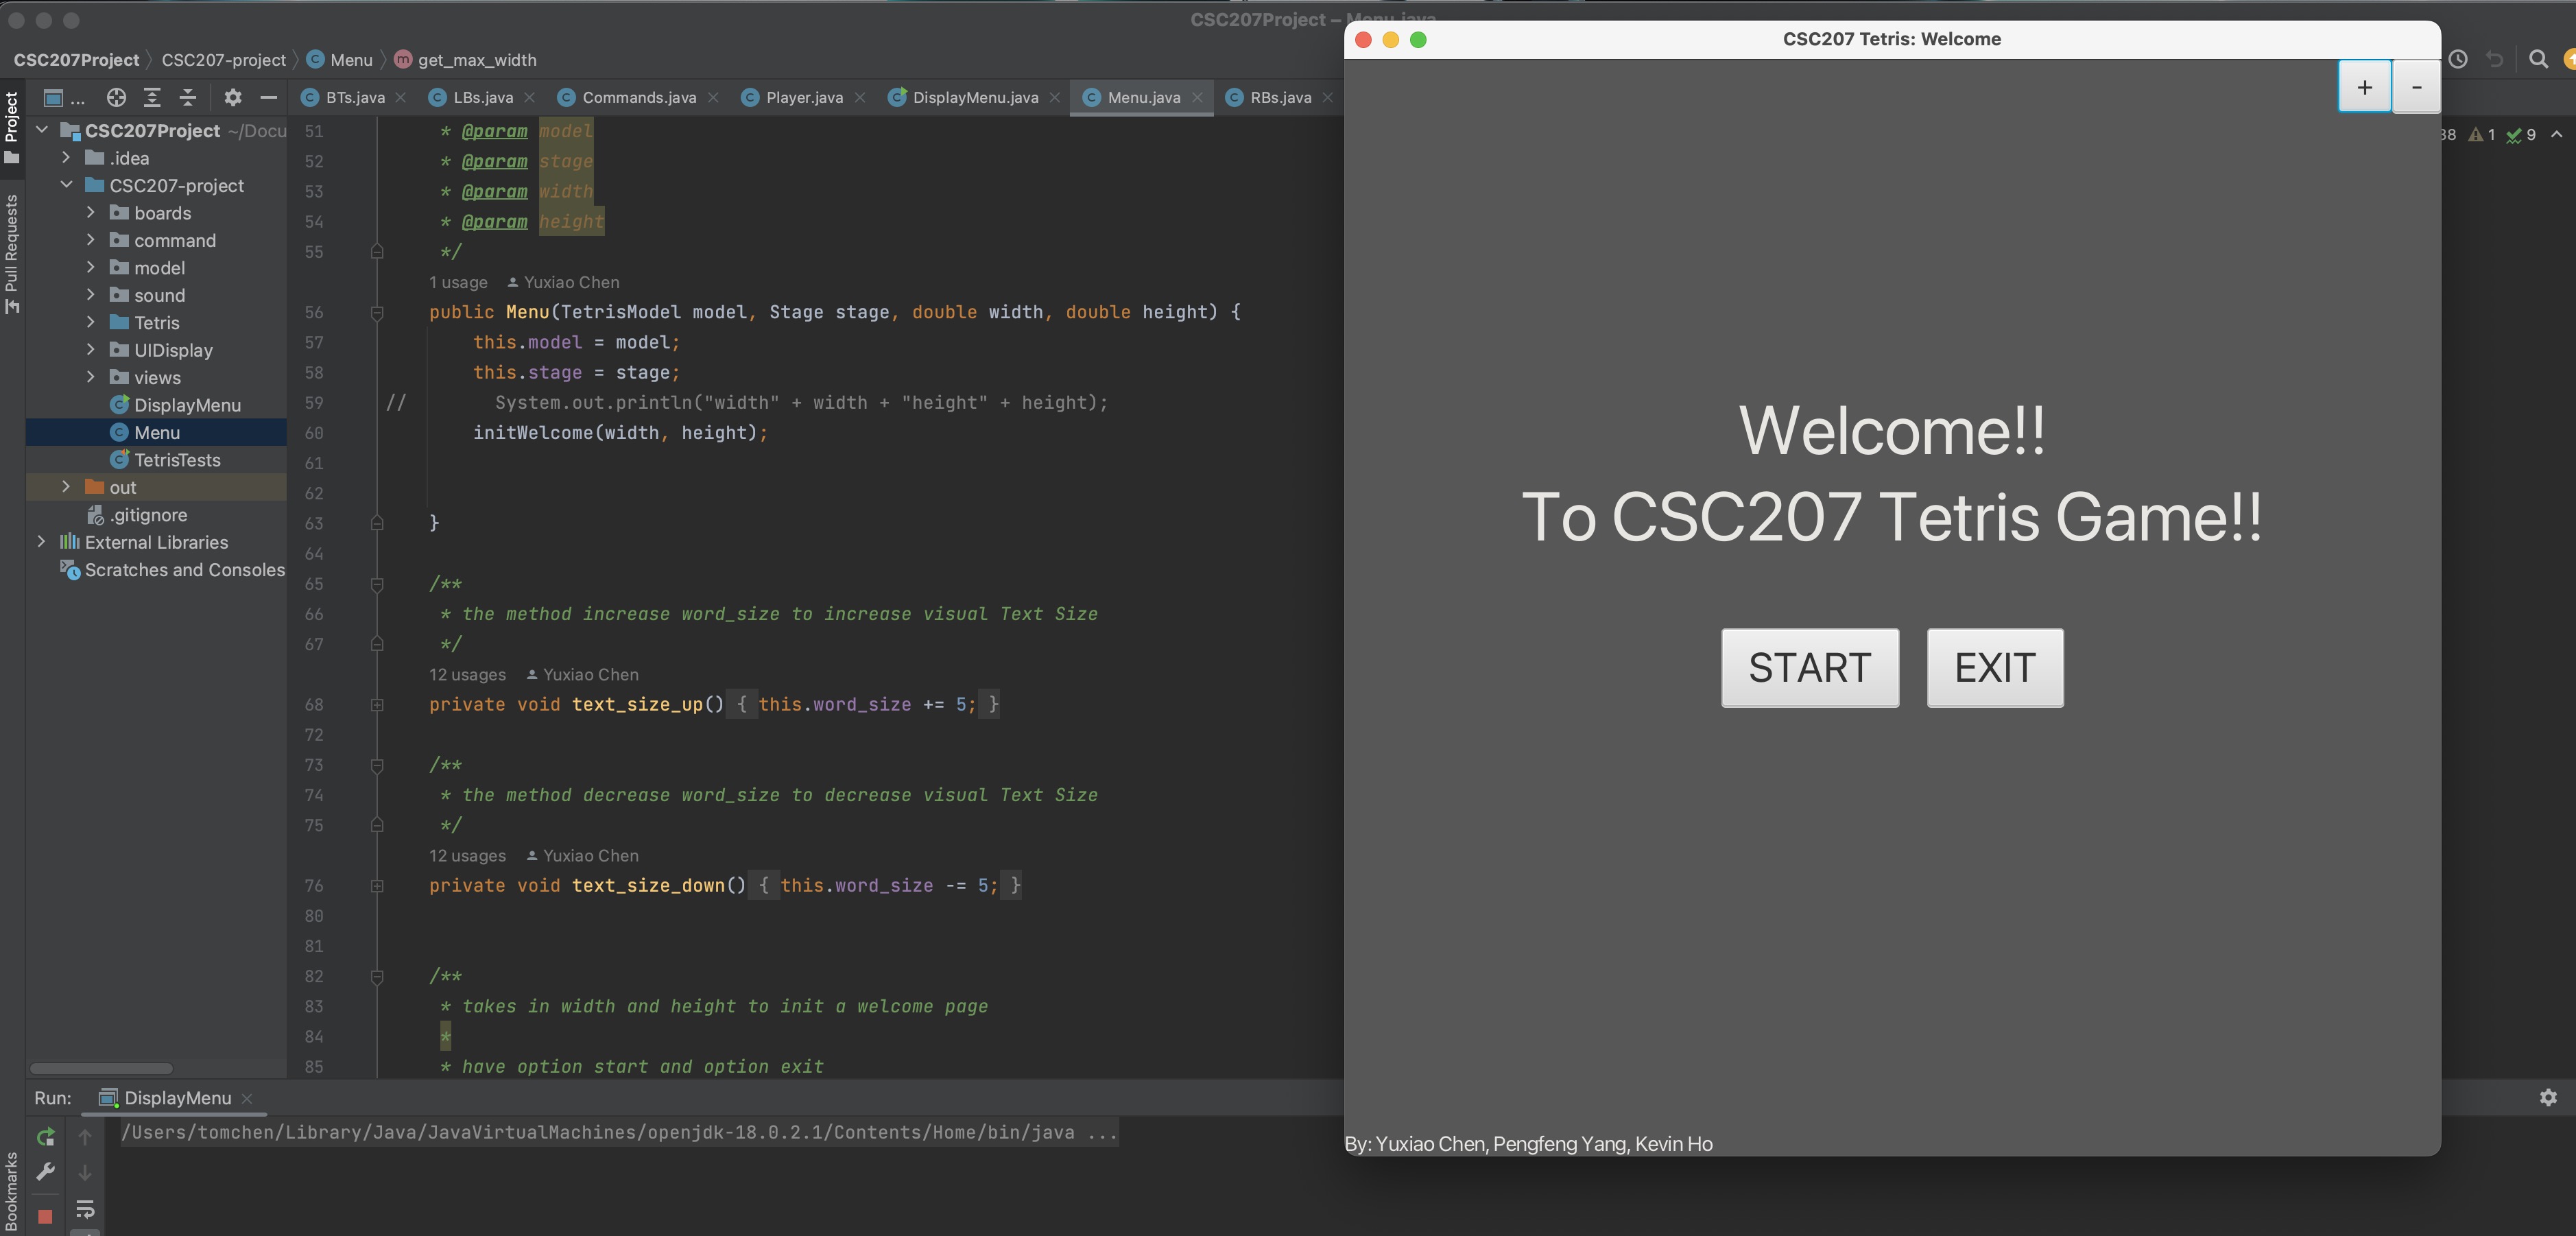 CSC207Project – Menu.java
CSC207Project CSC207-project Menu get_max_width
Project
Pull Requests
Bookmarks
...
BTs.java LBs.java Commands.java Player.java DisplayMenu.java Menu.java RBs.java
CSC207Project ~/Docu
.idea
CSC207-project
boards
command
model
sound
Tetris
UIDisplay
views
DisplayMenu
Menu
TetrisTests
out
.gitignore
External Libraries
Scratches and Consoles
51 * @param model
52 * @param stage
53 * @param width
54 * @param height
55 */
1 usage Yuxiao Chen
56 public Menu(TetrisModel model, Stage stage, double width, double height) {
57 this.model = model;
58 this.stage = stage;
59 // System.out.println("width" + width + "height" + height);
60 initWelcome(width, height);
61
62
63 }
64
65 /**
66 * the method increase word_size to increase visual Text Size
67 */
12 usages Yuxiao Chen
68 private void text_size_up() { this.word_size += 5; }
72
73 /**
74 * the method decrease word_size to decrease visual Text Size
75 */
12 usages Yuxiao Chen
76 private void text_size_down() { this.word_size -= 5; }
80
81
82 /**
83 * takes in width and height to init a welcome page
84 *
85 * have option start and option exit
Run: DisplayMenu
/Users/tomchen/Library/Java/JavaVirtualMachines/openjdk-18.0.2.1/Contents/Home/bin/java ...
CSC207 Tetris: Welcome
+ -
1 9
Welcome!!
To CSC207 Tetris Game!!
START EXIT
By: Yuxiao Chen, Pengfeng Yang, Kevin Ho